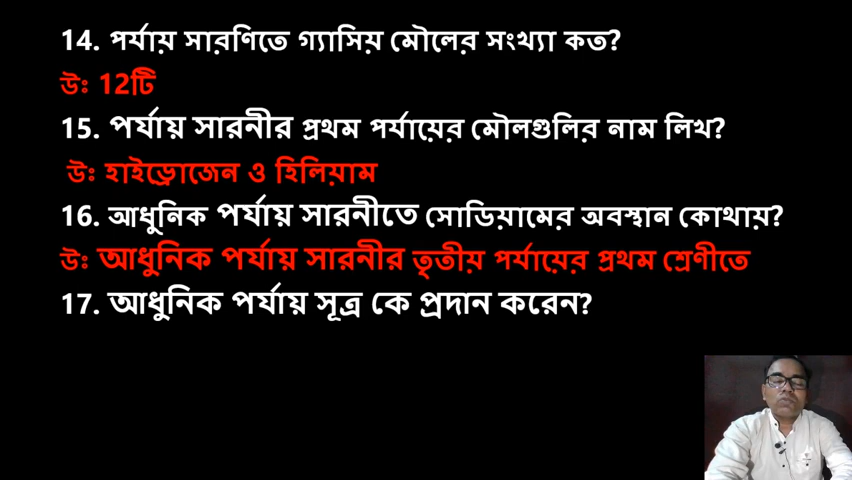 14. পর্যায় সারণিতে গ্যাসিয় মৌলের সংখ্যা কত?
উঃ 12টি
15. পর্যায় সারনীর প্রথম পর্যায়ের মৌলগুলির নাম লিখ?
উঃ হাইড্রোজেন ও হিলিয়াম
16. আধুনিক পর্যায় সারনীতে সোডিয়ামের অবস্থান কোথায়?
উঃ আধুনিক পর্যায় সারনীর তৃতীয় পর্যায়ের প্রথম শ্রেণীতে
17. আধুনিক পর্যায় সূত্র কে প্রদান করেন?